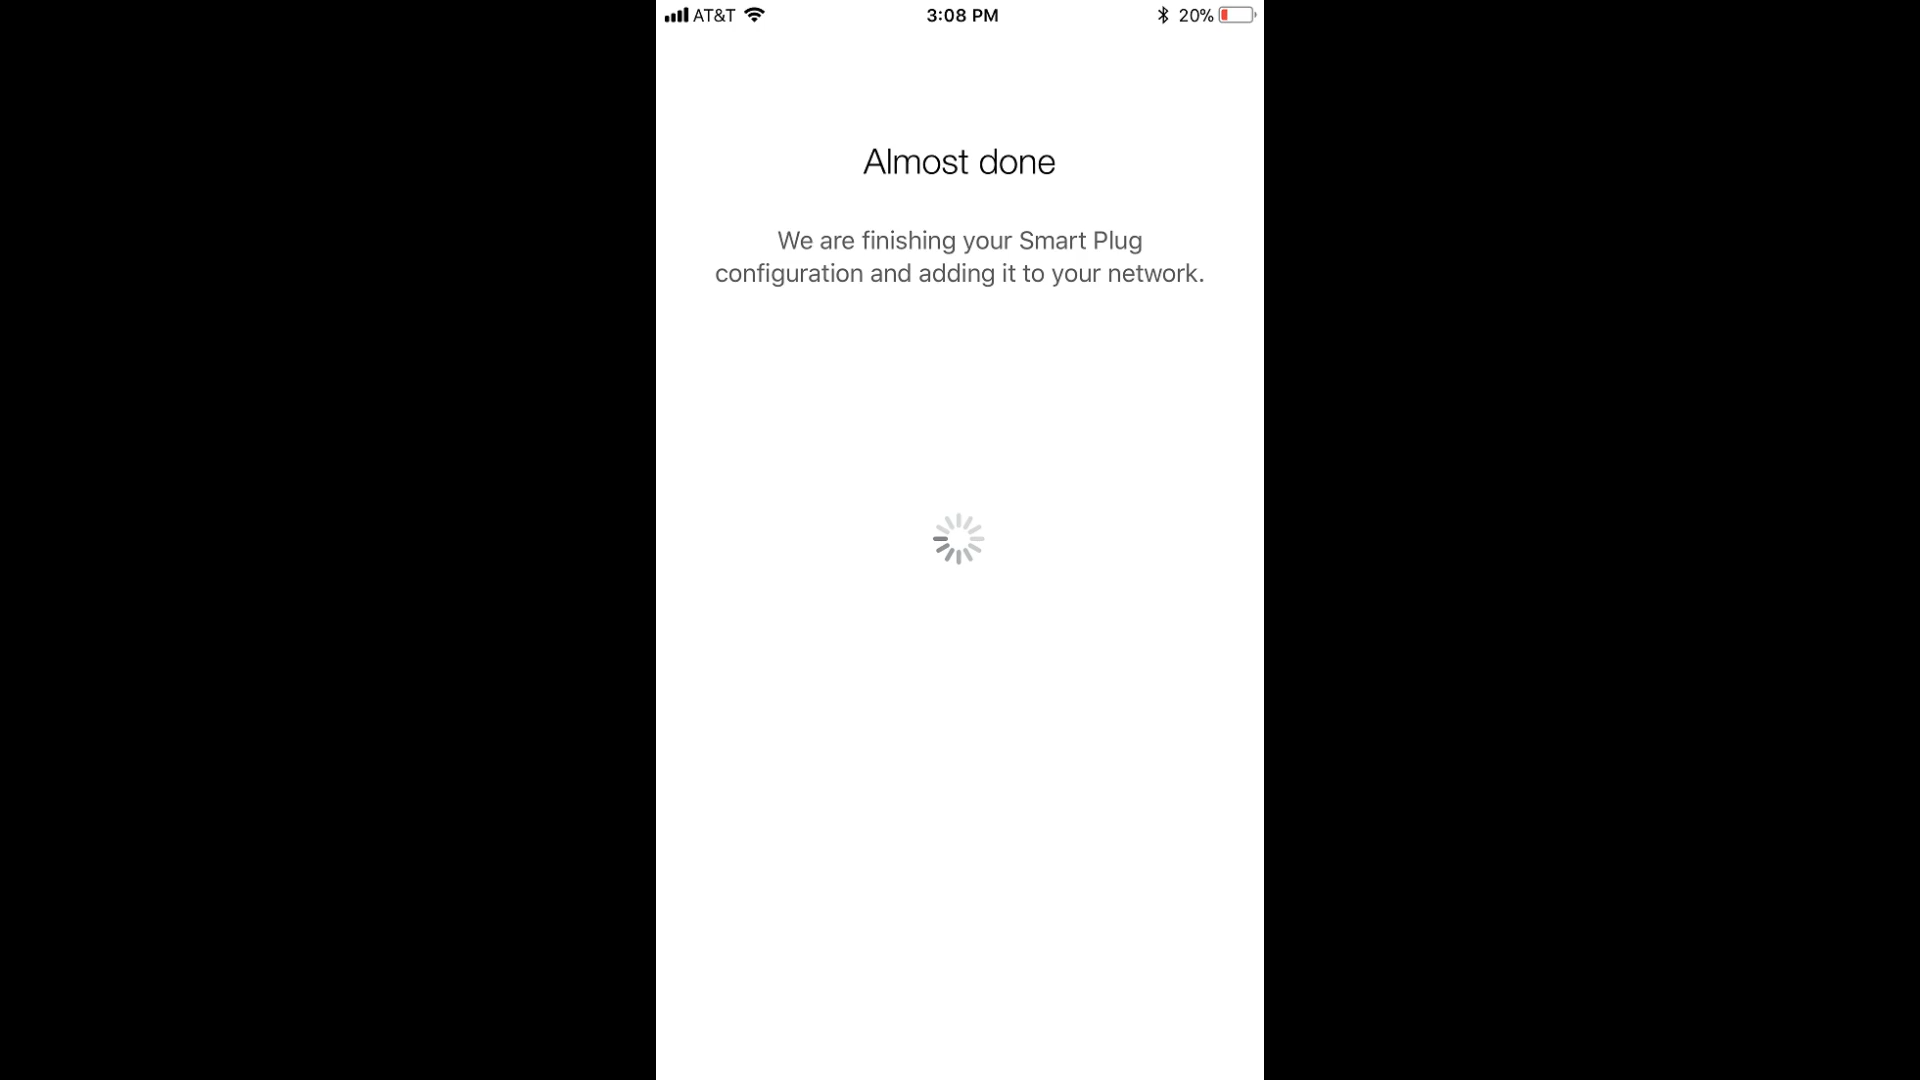 AT&T 3:08 PM 20%
Almost done
We are finishing your Smart Plug
configuration and adding it to your network.